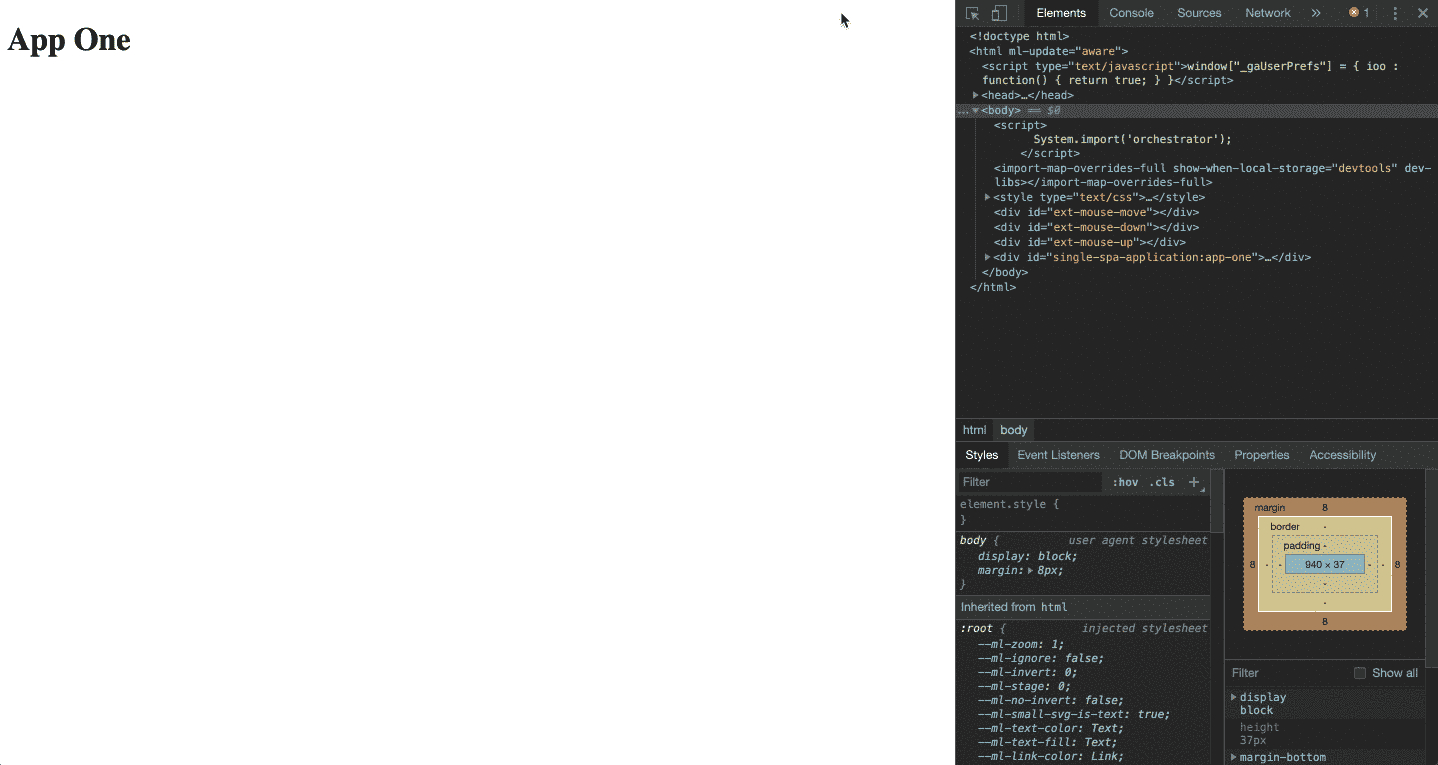 App One
Elements Console Sources Network » 1
<!doctype html>
<html ml-update="aware">
<script type="text/javascript">window["_gaUserPrefs"] = { ioo :
function() { return true; } }</script>
<head>…</head>
… <body> == $0
<script>
System.import('orchestrator');
</script>
<import-map-overrides-full show-when-local-storage="devtools" dev-
libs></import-map-overrides-full>
<style type="text/css">…</style>
<div id="ext-mouse-move"></div>
<div id="ext-mouse-down"></div>
<div id="ext-mouse-up"></div>
<div id="single-spa-application:app-one">…</div>
</body>
</html>
html body
Styles Event Listeners DOM Breakpoints Properties Accessibility
Filter :hov .cls +
element.style {
}
body { user agent stylesheet
display: block;
margin: 8px;
}
Inherited from html
:root { injected stylesheet
--ml-zoom: 1;
--ml-ignore: false;
--ml-invert: 0;
--ml-stage: 0;
--ml-no-invert: false;
--ml-small-svg-is-text: true;
--ml-text-color: Text;
--ml-text-fill: Text;
--ml-link-color: Link;
margin 8
border -
padding -
8 - - 940 × 37 - - 8
-
-
8
Filter Show all
display
block
height
37px
margin-bottom